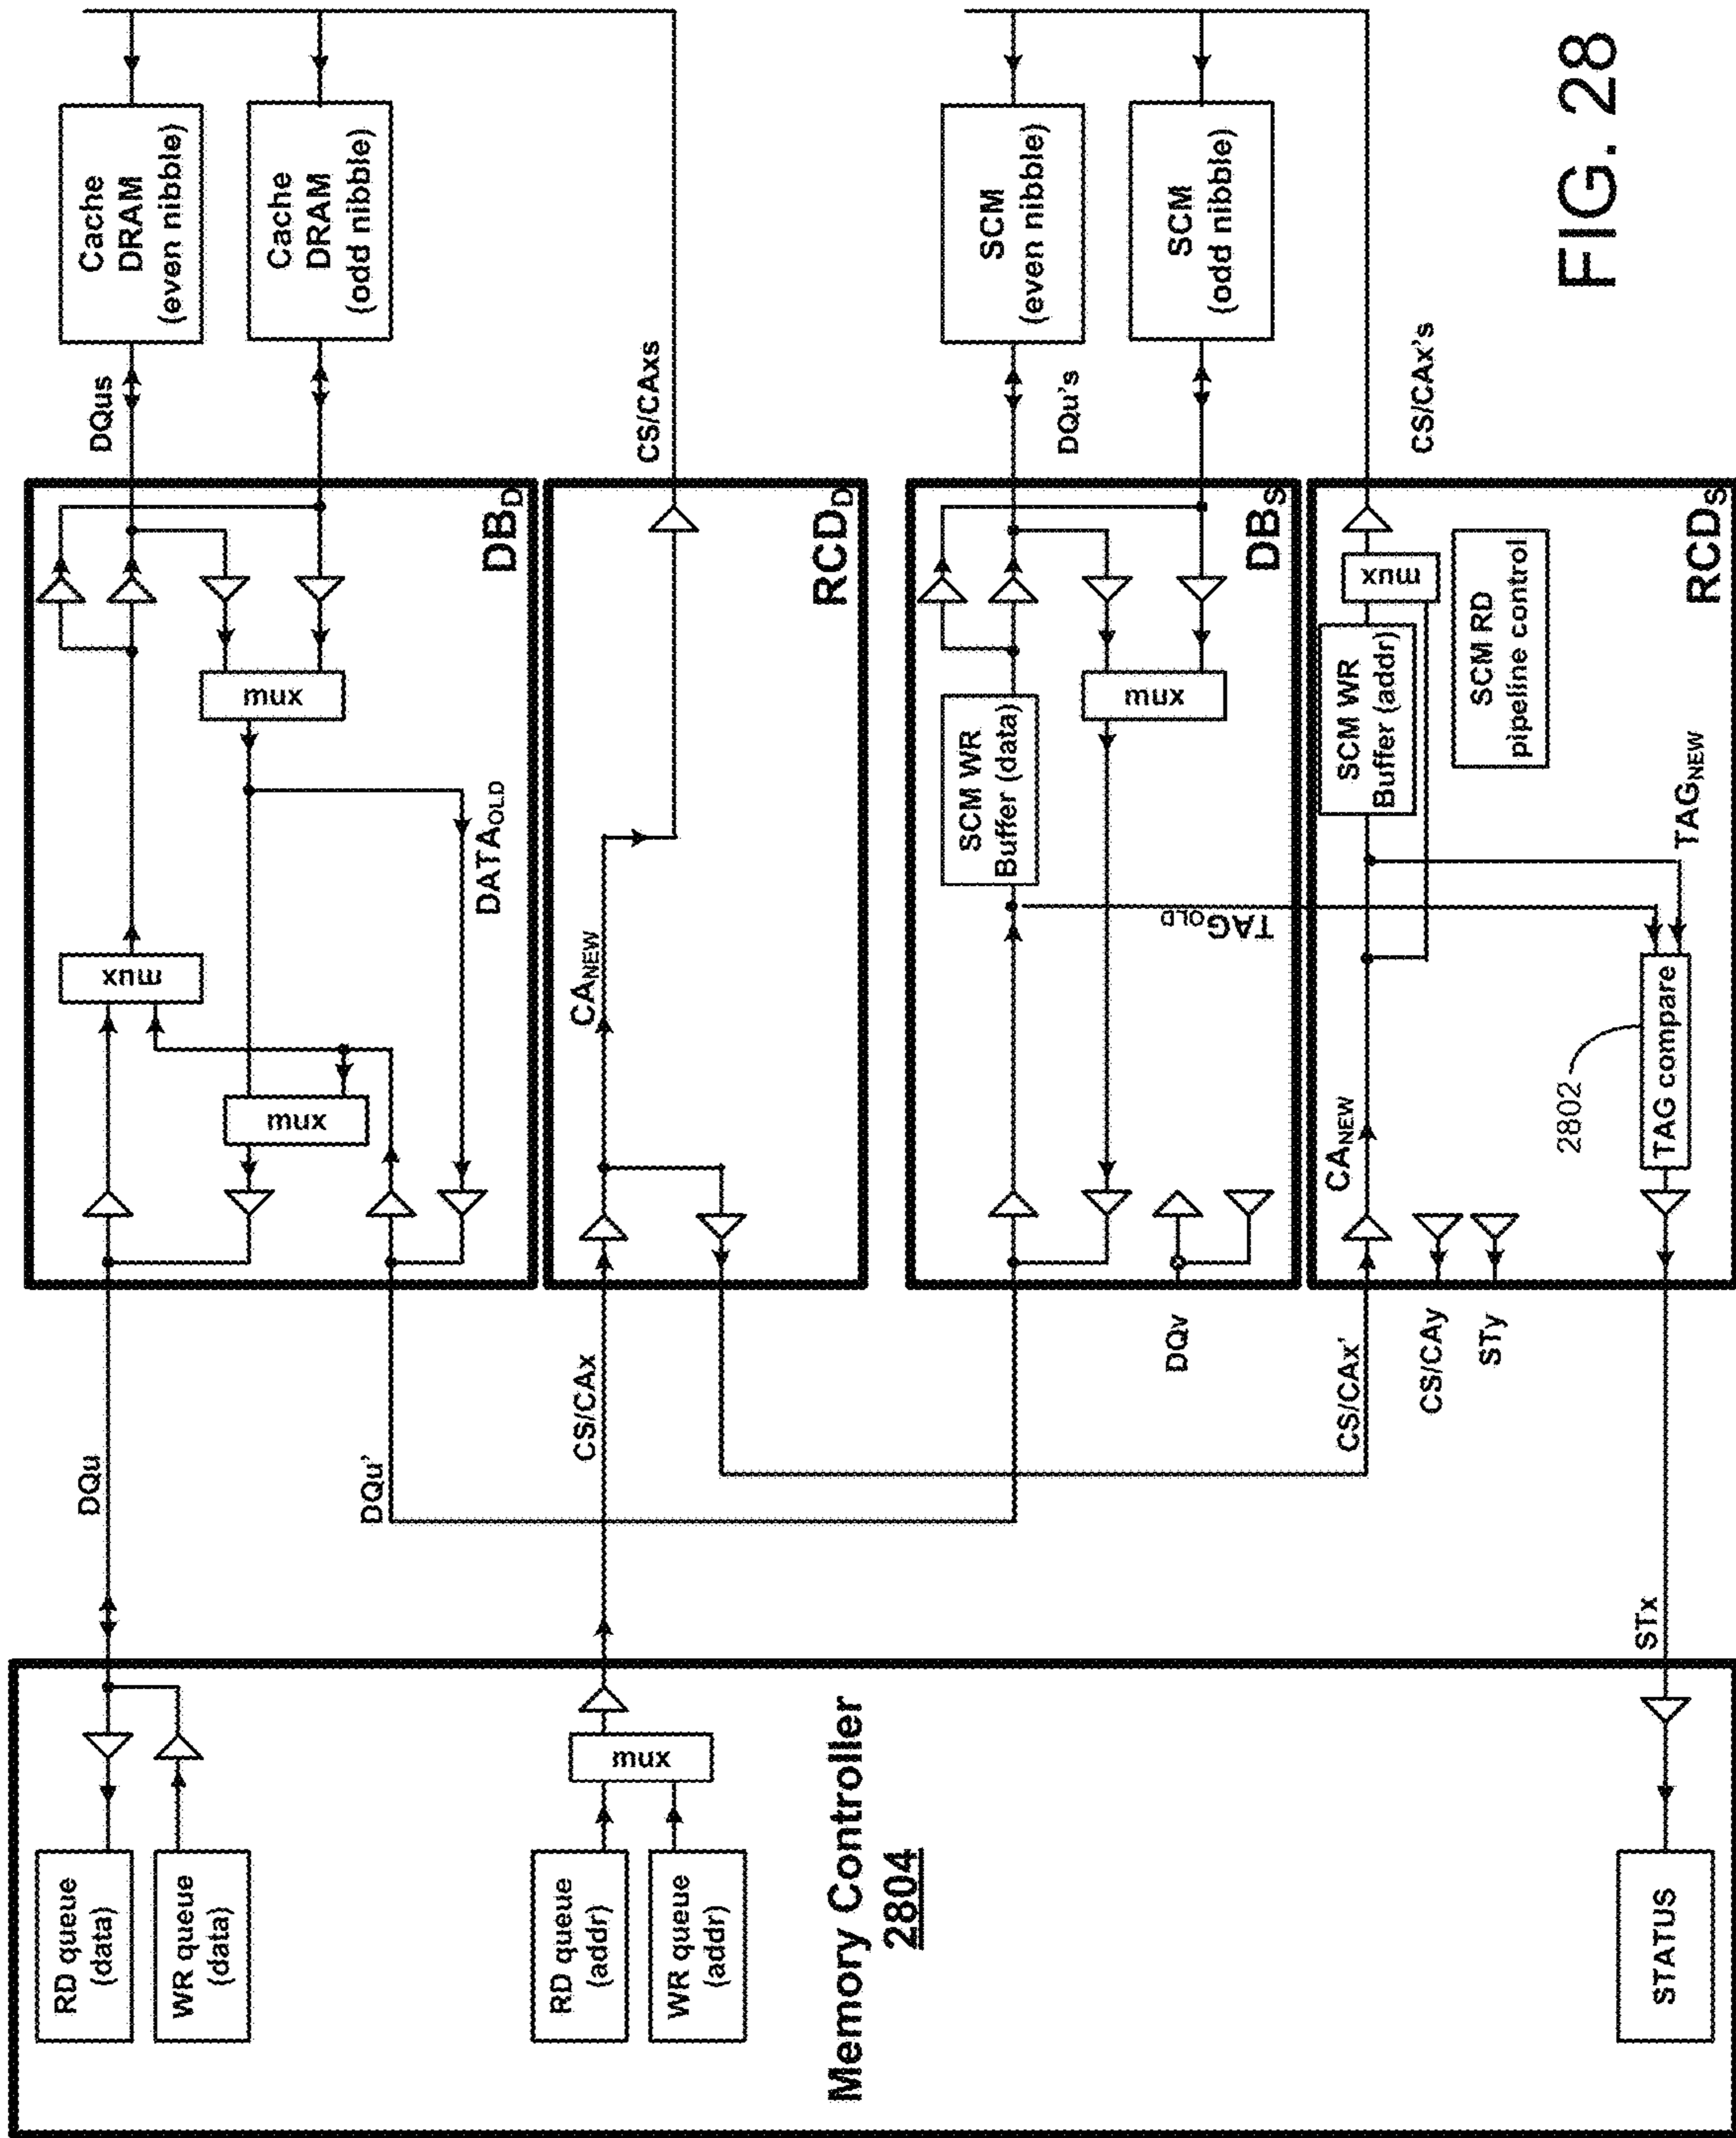 RD queue
(data)
WR queue
(data)
RD queue
(addr)
mux
WR queue
(addr)
Memory Controller
2804
STATUS
DQu
DQu'
CS/CAx
DQv
CS/CAx'
CS/CAy
STy
STx
mux
mux
mux
DATAOLD
DBD
CANEW
RCDD
SCM WR
Buffer (data)
mux
TAGOLD
DBS
CANEW
2802
TAG compare
TAGNEW
SCM WR
Buffer (addr)
mux
SCM RD
pipeline control
RCDS
DQus
Cache
DRAM
(even nibble)
Cache
DRAM
(odd nibble)
CS/CAxs
SCM
(even nibble)
DQu's
SCM
(odd nibble)
CS/CAx's
FIG. 28